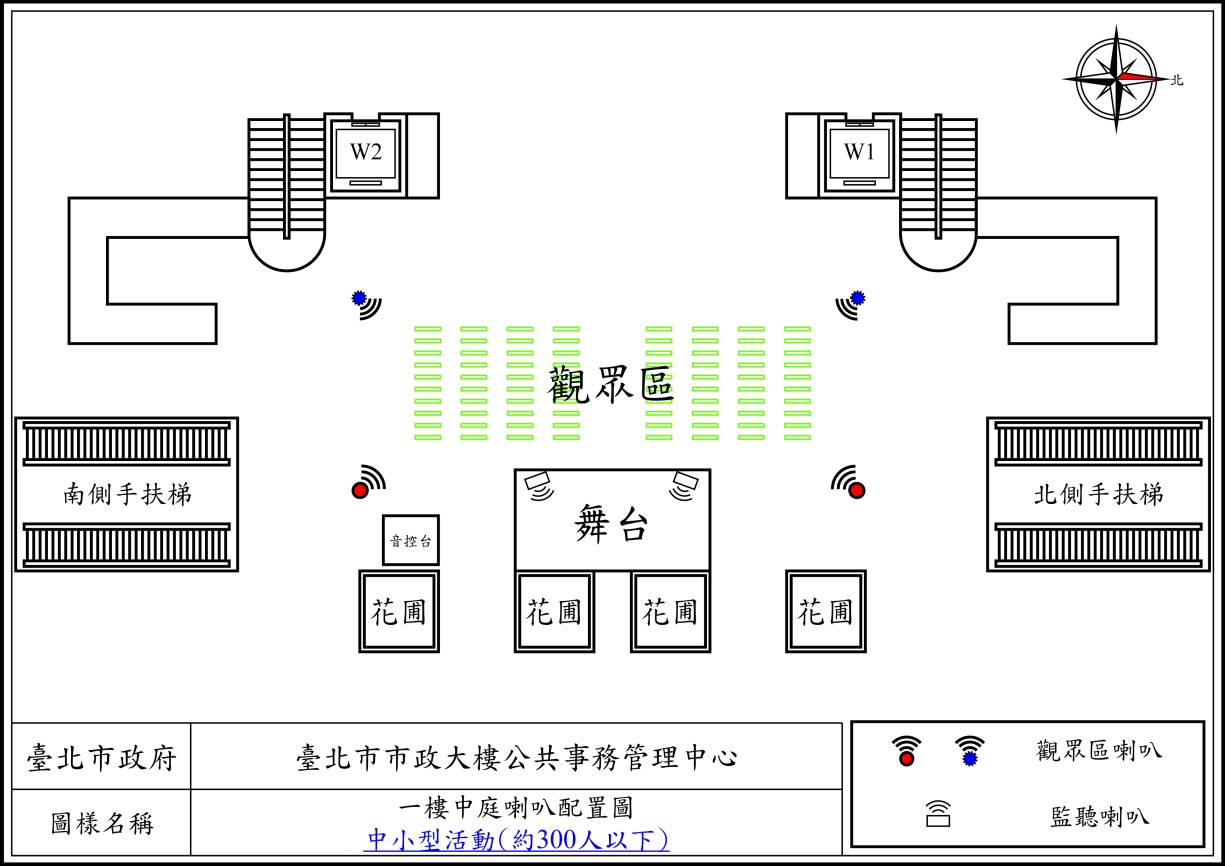 北
W2
W1
觀眾區
南側手扶梯
北側手扶梯
舞台
音控台
花圃
花圃
花圃
花圃
臺北市政府
臺北市市政大樓公共事務管理中心
圖樣名稱
一樓中庭喇叭配置圖
中小型活動(約300人以下)
觀眾區喇叭
監聽喇叭